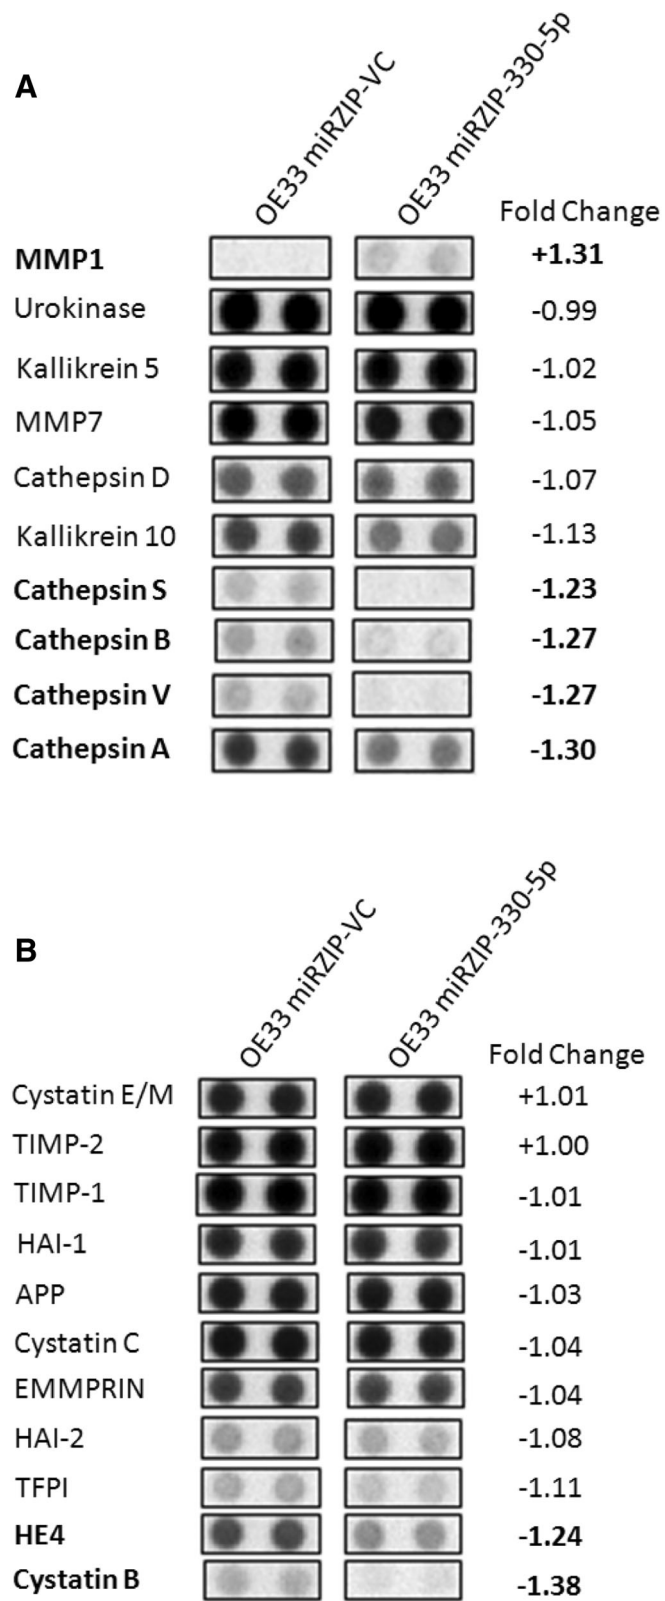 A
OE33 miRZIP-VC
OE33 miRZIP-330-5p
Fold Change
MMP1 +1.31
Urokinase -0.99
Kallikrein 5 -1.02
MMP7 -1.05
Cathepsin D -1.07
Kallikrein 10 -1.13
Cathepsin S -1.23
Cathepsin B -1.27
Cathepsin V -1.27
Cathepsin A -1.30
B
OE33 miRZIP-VC
OE33 miRZIP-330-5p
Fold Change
Cystatin E/M +1.01
TIMP-2 +1.00
TIMP-1 -1.01
HAI-1 -1.01
APP -1.03
Cystatin C -1.04
EMMPRIN -1.04
HAI-2 -1.08
TFPI -1.11
HE4 -1.24
Cystatin B -1.38